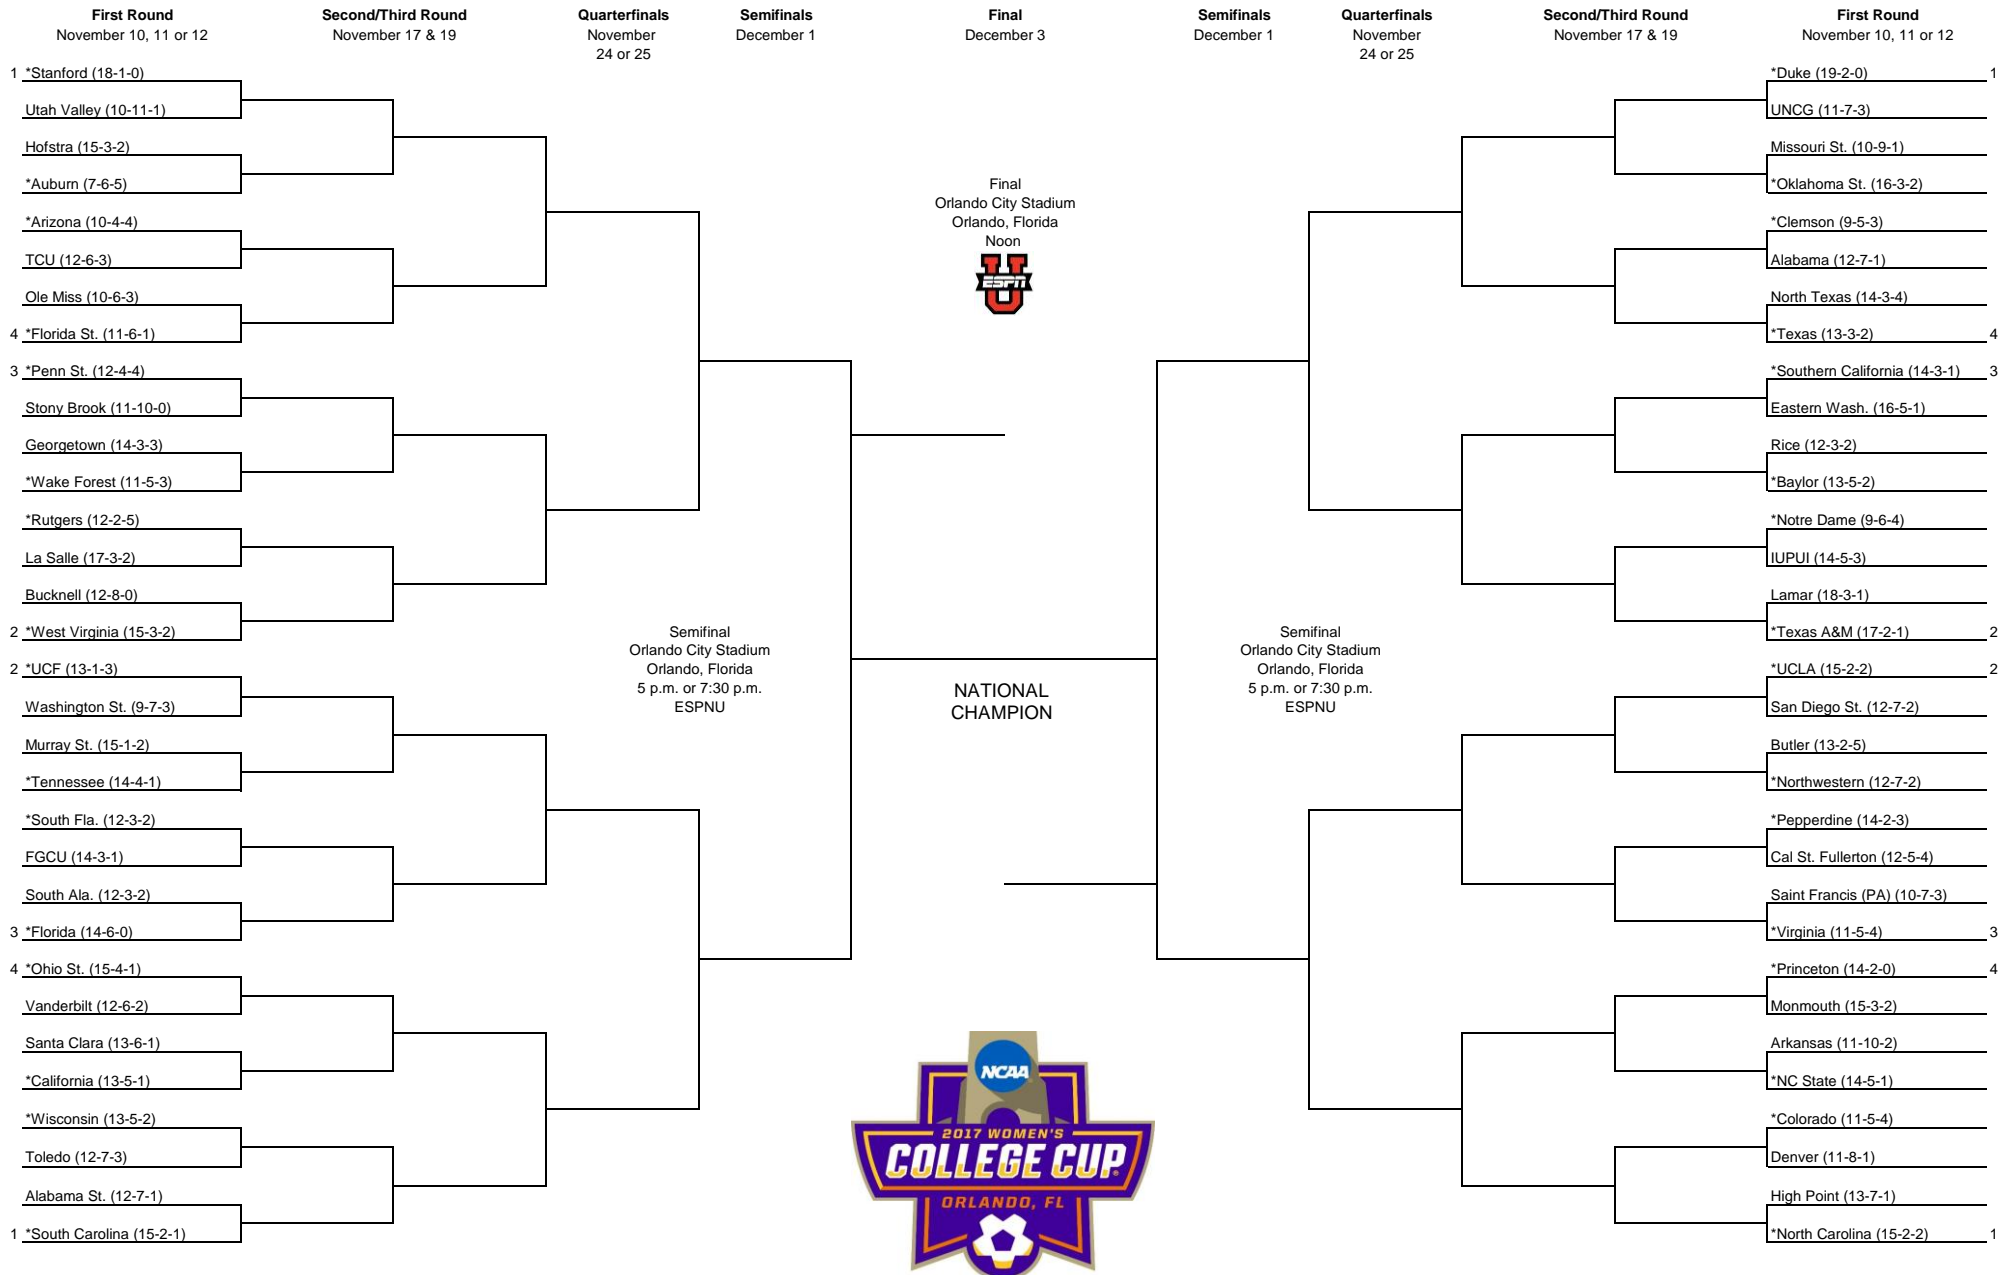 First Round
November 10, 11 or 12
Second/Third Round
November 17 & 19
Quarterfinals
November
24 or 25
Semifinals
December 1
Final
December 3
Semifinals
December 1
Quarterfinals
November
24 or 25
Second/Third Round
November 17 & 19
First Round
November 10, 11 or 12
1 *Stanford (18-1-0)
Utah Valley (10-11-1)
Hofstra (15-3-2)
*Auburn (7-6-5)
*Arizona (10-4-4)
TCU (12-6-3)
Ole Miss (10-6-3)
4 *Florida St. (11-6-1)
3 *Penn St. (12-4-4)
Stony Brook (11-10-0)
Georgetown (14-3-3)
*Wake Forest (11-5-3)
*Rutgers (12-2-5)
La Salle (17-3-2)
Bucknell (12-8-0)
2 *West Virginia (15-3-2)
2 *UCF (13-1-3)
Washington St. (9-7-3)
Murray St. (15-1-2)
*Tennessee (14-4-1)
*South Fla. (12-3-2)
FGCU (14-3-1)
South Ala. (12-3-2)
3 *Florida (14-6-0)
4 *Ohio St. (15-4-1)
Vanderbilt (12-6-2)
Santa Clara (13-6-1)
*California (13-5-1)
*Wisconsin (13-5-2)
Toledo (12-7-3)
Alabama St. (12-7-1)
1 *South Carolina (15-2-1)
Semifinal
Orlando City Stadium
Orlando, Florida
5 p.m. or 7:30 p.m.
ESPNU
Final
Orlando City Stadium
Orlando, Florida
Noon
ESPN
U
NATIONAL
CHAMPION
NCAA
2017 WOMEN'S
COLLEGE CUP
ORLANDO, FL
Semifinal
Orlando City Stadium
Orlando, Florida
5 p.m. or 7:30 p.m.
ESPNU
*Duke (19-2-0) 1
UNCG (11-7-3)
Missouri St. (10-9-1)
*Oklahoma St. (16-3-2)
*Clemson (9-5-3)
Alabama (12-7-1)
North Texas (14-3-4)
*Texas (13-3-2) 4
*Southern California (14-3-1) 3
Eastern Wash. (16-5-1)
Rice (12-3-2)
*Baylor (13-5-2)
*Notre Dame (9-6-4)
IUPUI (14-5-3)
Lamar (18-3-1)
*Texas A&M (17-2-1) 2
*UCLA (15-2-2) 2
San Diego St. (12-7-2)
Butler (13-2-5)
*Northwestern (12-7-2)
*Pepperdine (14-2-3)
Cal St. Fullerton (12-5-4)
Saint Francis (PA) (10-7-3)
*Virginia (11-5-4) 3
*Princeton (14-2-0) 4
Monmouth (15-3-2)
Arkansas (11-10-2)
*NC State (14-5-1)
*Colorado (11-5-4)
Denver (11-8-1)
High Point (13-7-1)
*North Carolina (15-2-2) 1